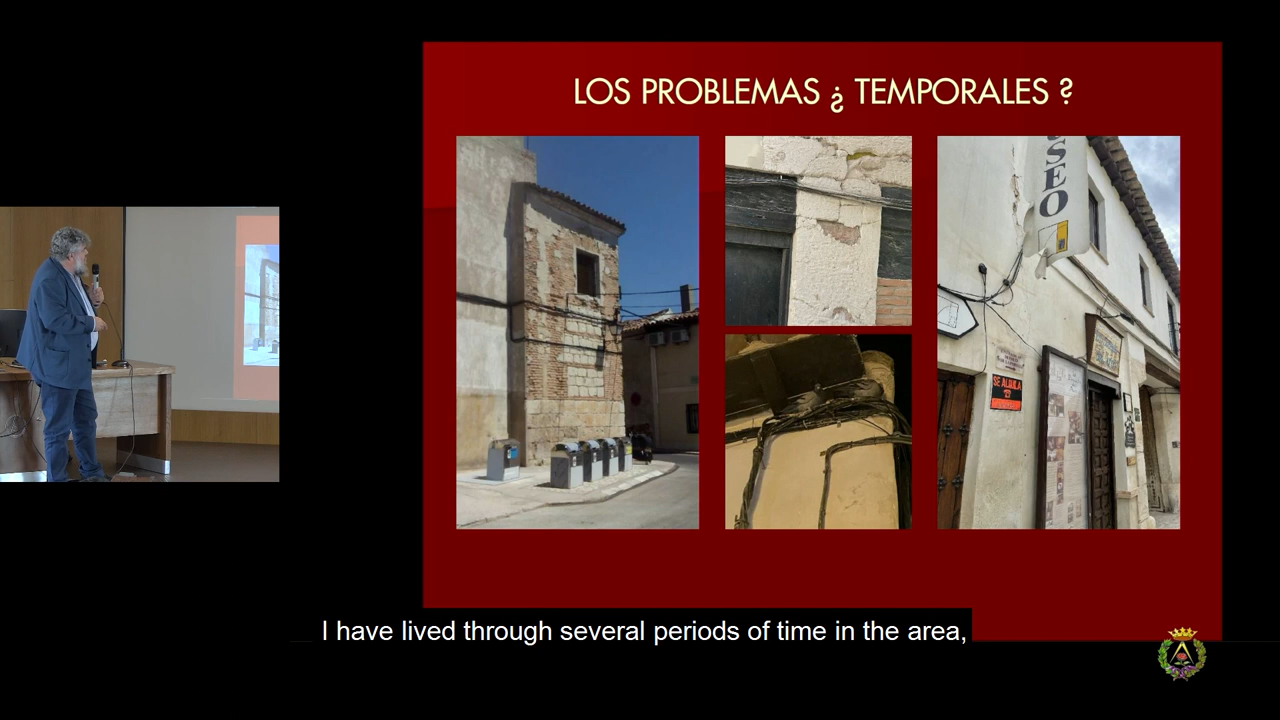 LOS PROBLEMAS ¿ TEMPORALES ?
SEO
SE ALQUILA
I have lived through several periods of time in the area,